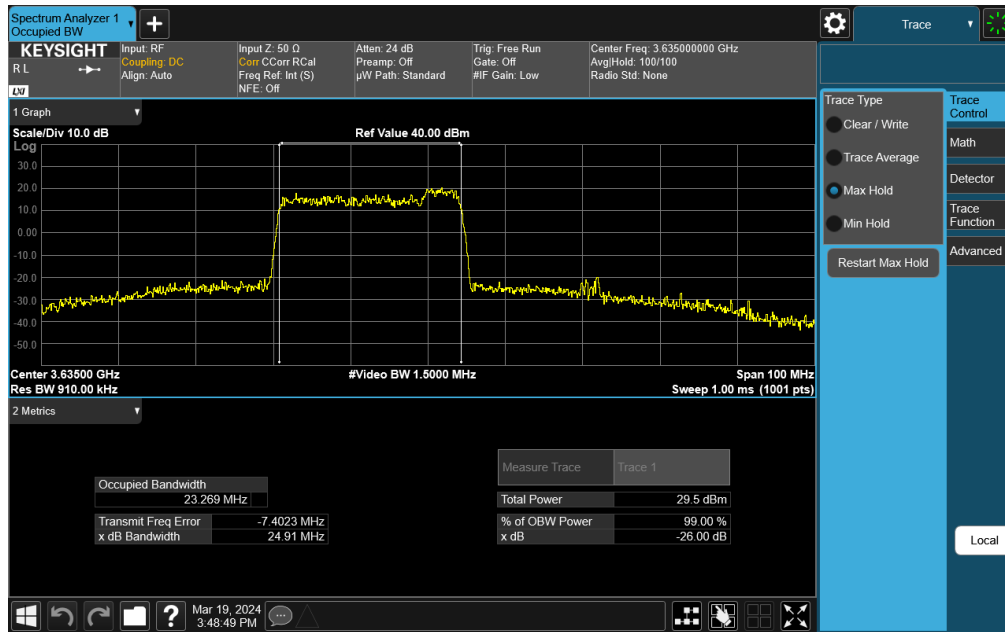 Spectrum Analyzer 1
Occupied BW
Trace
KEYSIGHT
R L
LXI
Input: RF
Coupling: DC
Align: Auto
Input Z: 50 Ω
Corr CCorr RCal
Freq Ref: Int (S)
NFE: Off
Atten: 24 dB
Preamp: Off
µW Path: Standard
Trig: Free Run
Gate: Off
#IF Gain: Low
Center Freq: 3.635000000 GHz
Avg|Hold: 100/100
Radio Std: None
1 Graph
Scale/Div 10.0 dB
Ref Value 40.00 dBm
Log
30.0
20.0
10.0
0.00
-10.0
-20.0
-30.0
-40.0
-50.0
Center 3.63500 GHz
#Video BW 1.5000 MHz
Span 100 MHz
Res BW 910.00 kHz
Sweep 1.00 ms (1001 pts)
2 Metrics
Occupied Bandwidth
23.269 MHz
Transmit Freq Error -7.4023 MHz
x dB Bandwidth 24.91 MHz
Measure Trace Trace 1
Total Power 29.5 dBm
% of OBW Power 99.00 %
x dB -26.00 dB
Trace Type
Clear / Write
Trace Average
Max Hold
Min Hold
Restart Max Hold
Trace
Control
Math
Detector
Trace
Function
Advanced
Local
?
Mar 19, 2024
3:48:49 PM